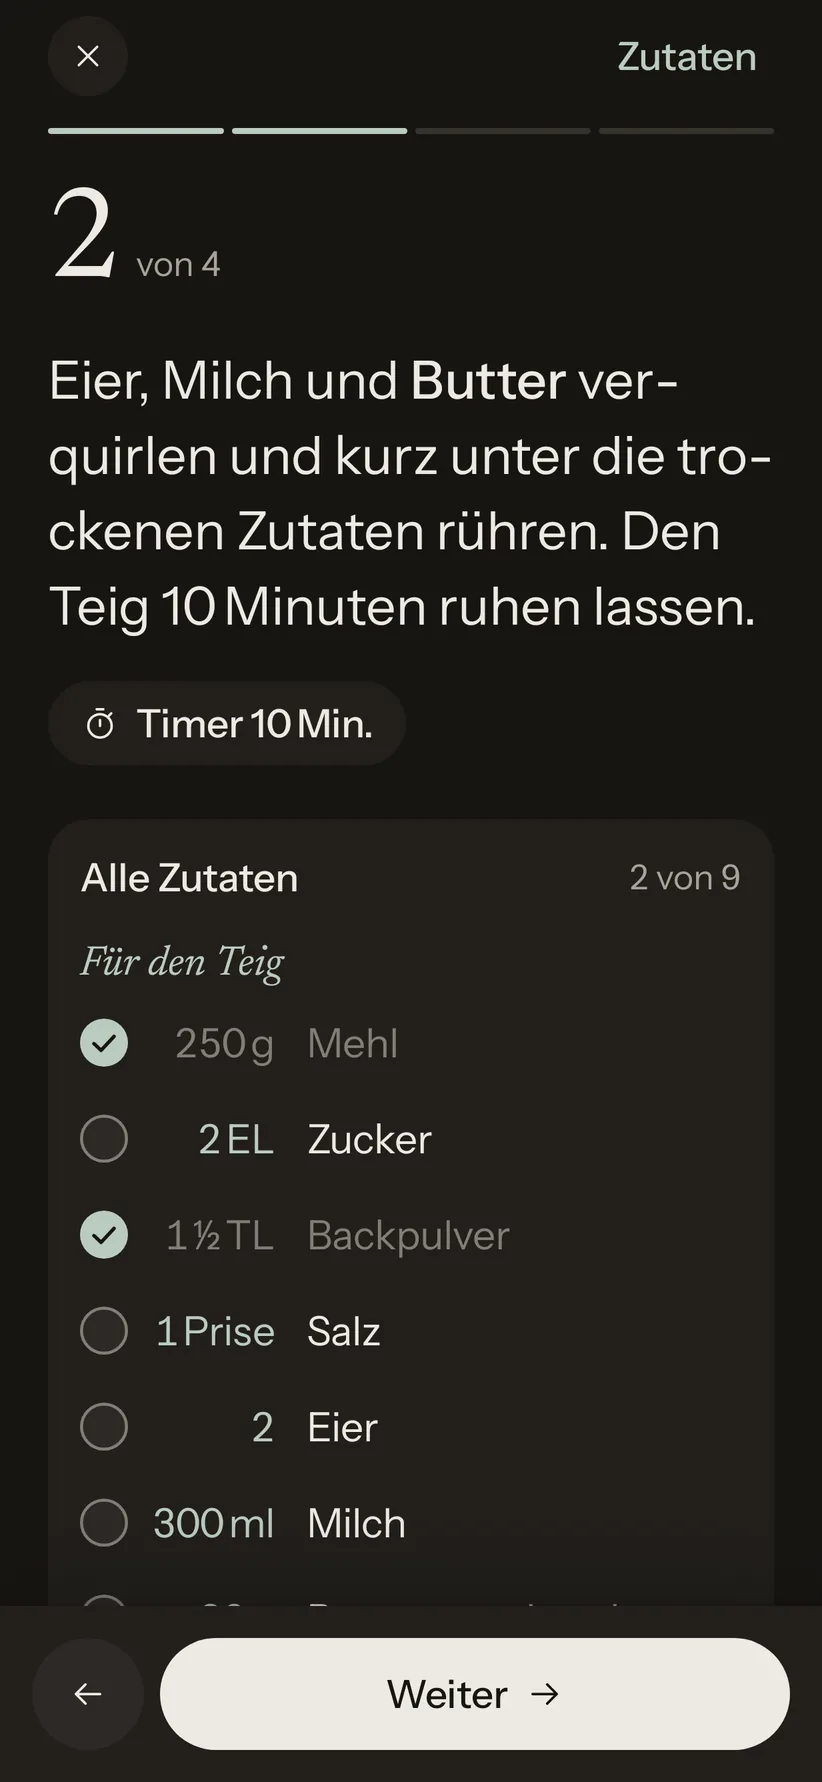 Zutaten
2 von 4
Eier, Milch und Butter ver-
quirlen und kurz unter die tro-
ckenen Zutaten rühren. Den
Teig 10 Minuten ruhen lassen.
Timer 10 Min.
Alle Zutaten 2 von 9
Für den Teig
250 g Mehl
2 EL Zucker
1 ½ TL Backpulver
1 Prise Salz
2 Eier
300 ml Milch
Weiter →